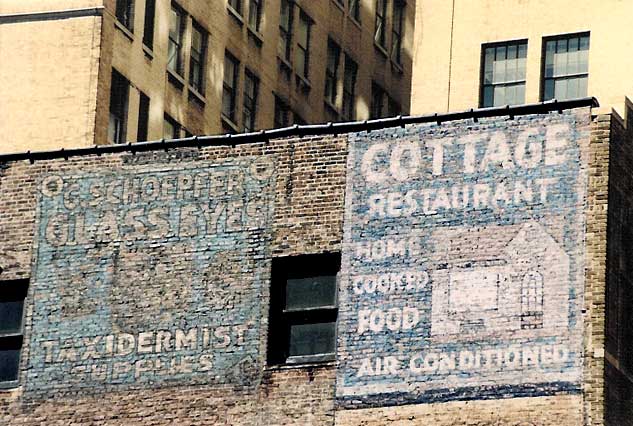 G. SCHOEPFER
GLASS EYES
TAXIDERMIST
SUPPLIES
COTTAGE
RESTAURANT
HOME
COOKED
FOOD
AIR CONDITIONED